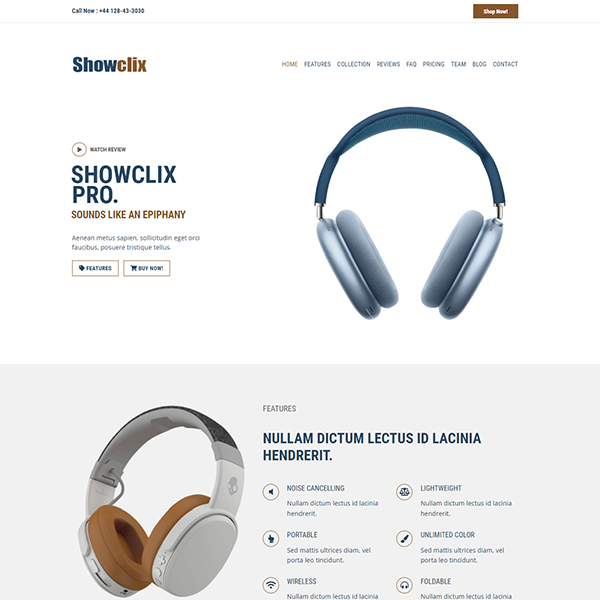 Call Now : +44 128-43-3030
Shop Now!
Showclix
HOME FEATURES COLLECTION REVIEWS FAQ PRICING TEAM BLOG CONTACT
WATCH REVIEW
SHOWCLIX
PRO.
SOUNDS LIKE AN EPIPHANY
Aenean metus sapien, sollicitudin eget orci
faucibus, posuere tristique tellus.
FEATURES
BUY NOW!
FEATURES
NULLAM DICTUM LECTUS ID LACINIA
HENDRERIT.
NOISE CANCELLING
Nullam dictum lectus id lacinia
hendrerit.
LIGHTWEIGHT
Nullam dictum lectus id lacinia
hendrerit.
PORTABLE
Sed mattis ultrices diam, vel
porta leo tincidunt.
UNLIMITED COLOR
Sed mattis ultrices diam, vel
porta leo tincidunt.
WIRELESS
Nullam dictum lectus id lacinia
FOLDABLE
Nullam dictum lectus id lacinia